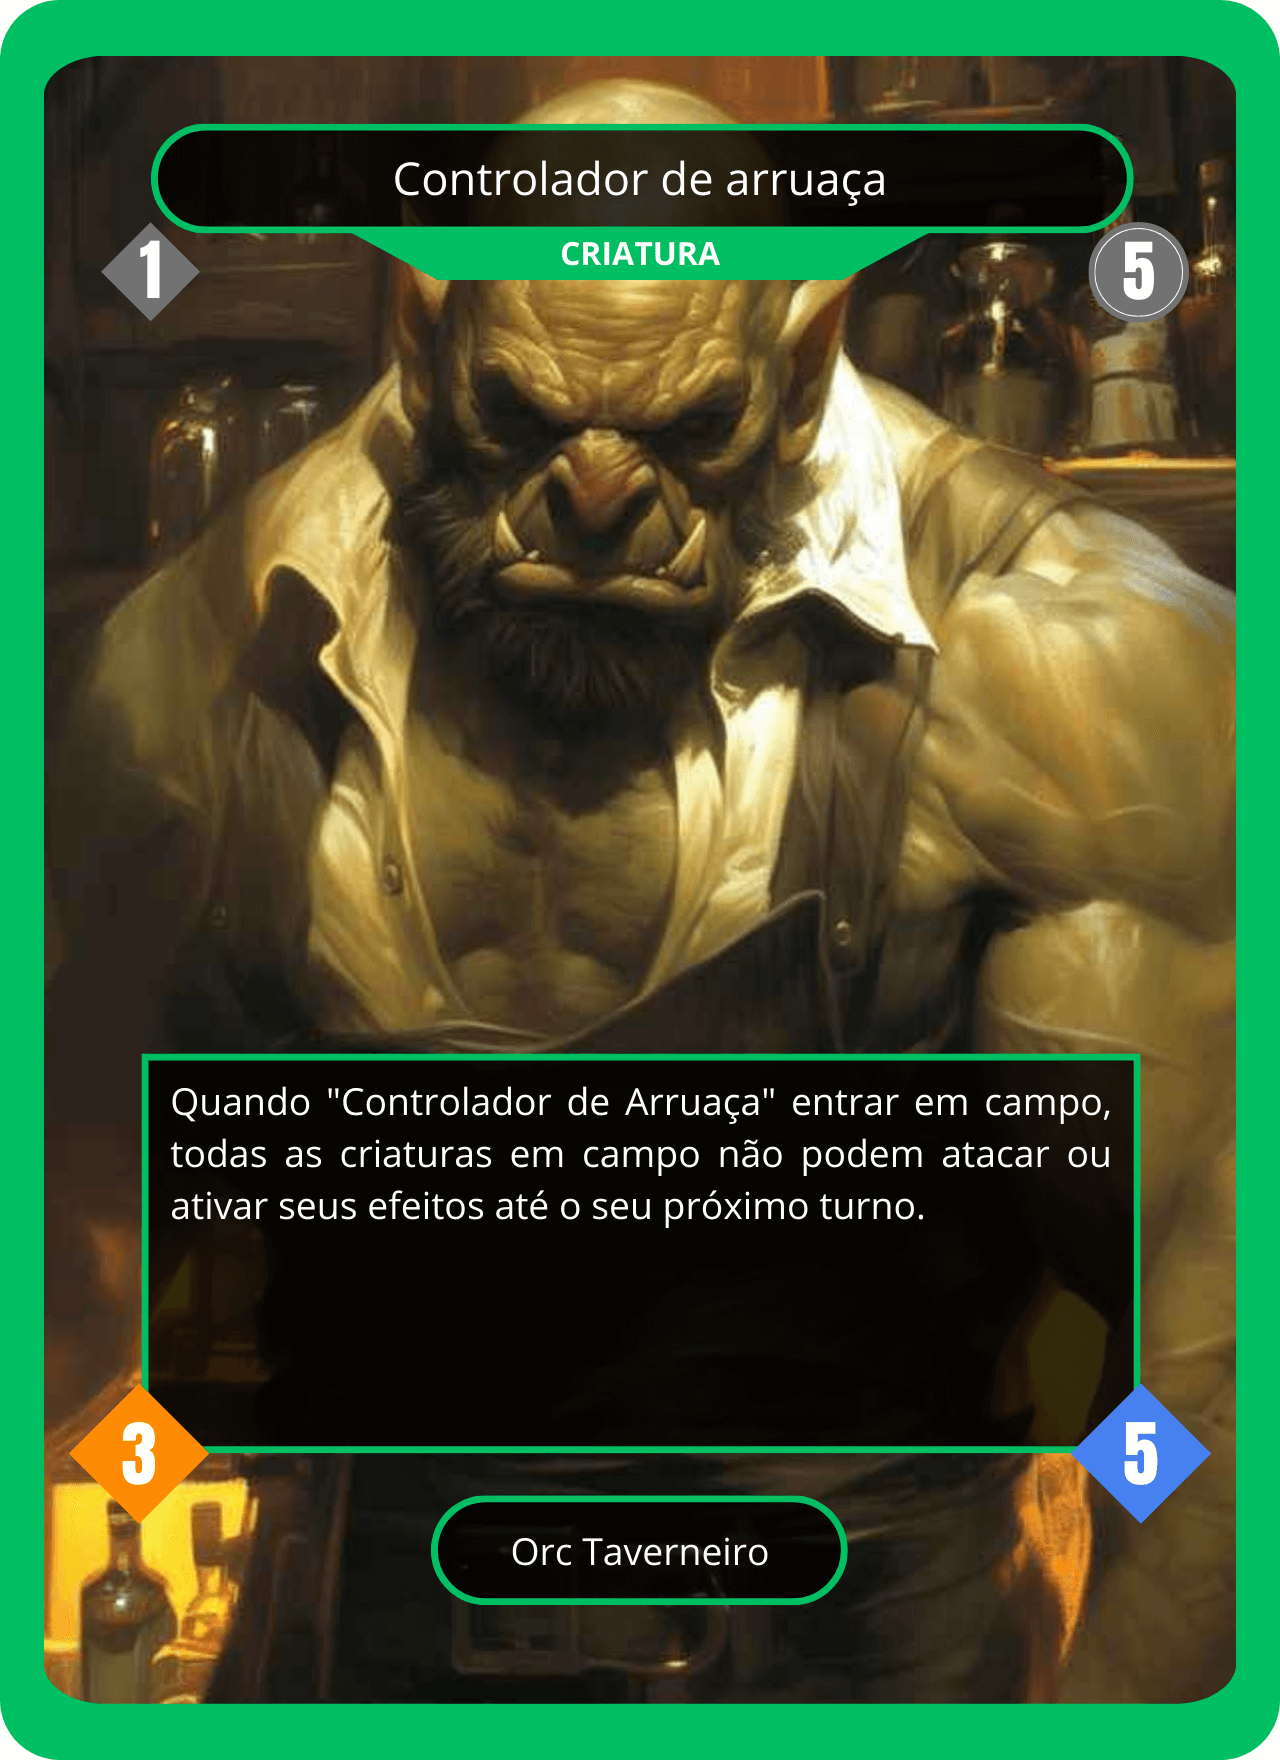 Controlador de arruaça
CRIATURA
1
5
Quando "Controlador de Arruaça" entrar em campo,
todas as criaturas em campo não podem atacar ou
ativar seus efeitos até o seu próximo turno.
3
5
Orc Taverneiro